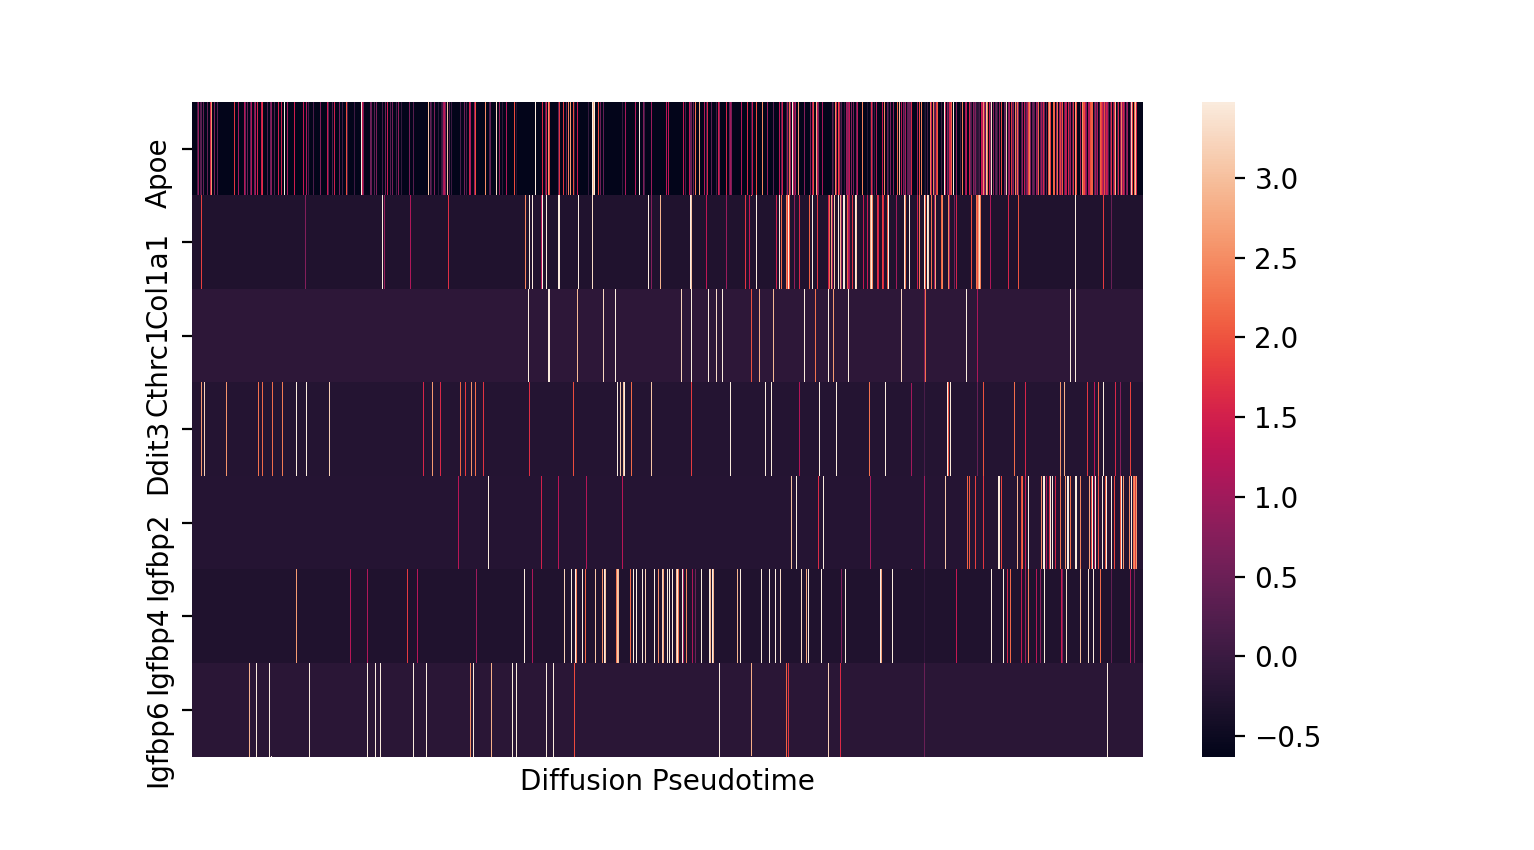 Apoe
Col1a1
Cthrc1
Ddit3
Igfbp2
Igfbp4
Igfbp6
Diffusion Pseudotime
3.0
2.5
2.0
1.5
1.0
0.5
0.0
−0.5